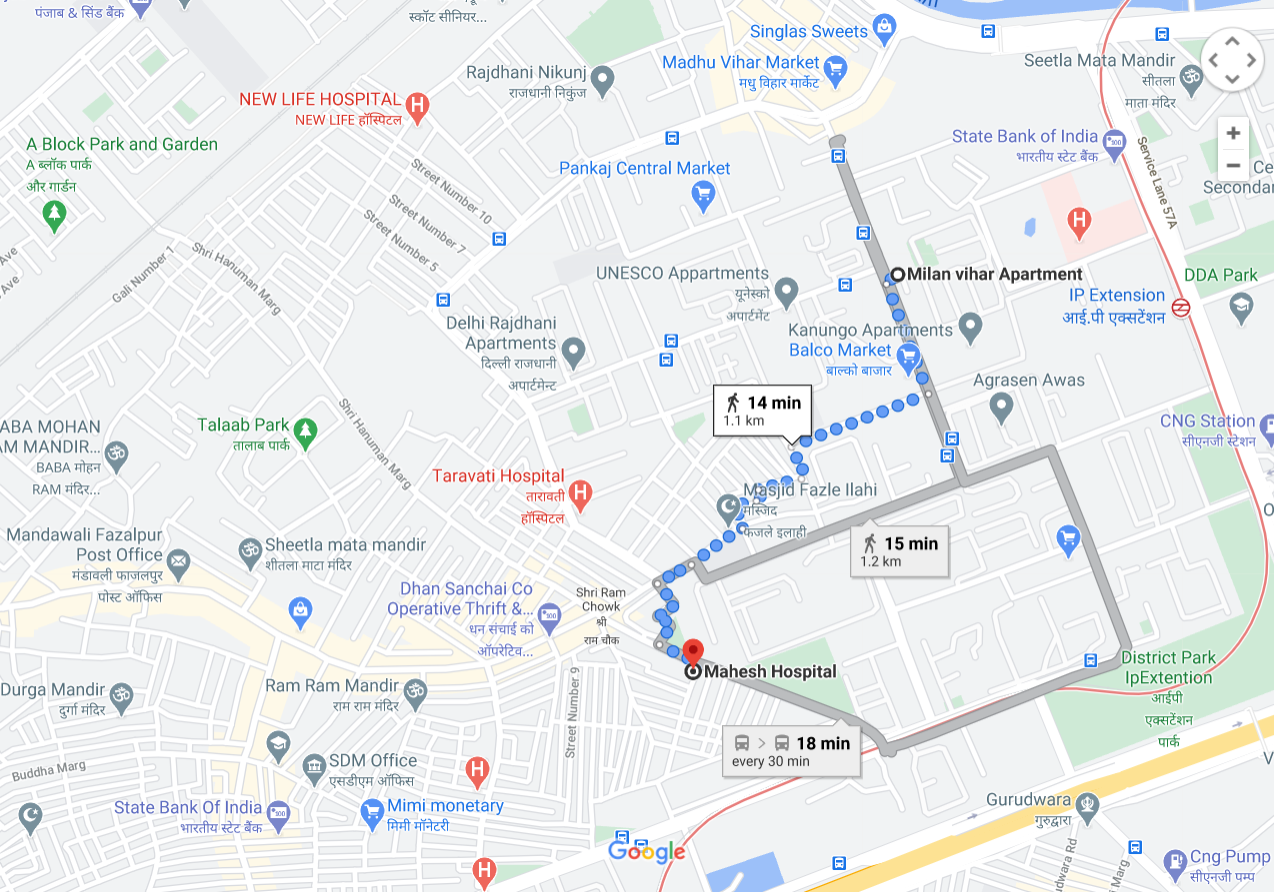 पंजाब & सिंड बैंक
स्कॉट सीनियर...
Singlas Sweets
Madhu Vihar Market
मधु विहार मार्केट
Rajdhani Nikunj
राजधानी निकुंज
Seetla Mata Mandir
सीतला
माता मंदिर
NEW LIFE HOSPITAL
NEW LIFE हॉस्पिटल
A Block Park and Garden
A ब्लॉक पार्क
और गार्डन
State Bank of India
भारतीय स्टेट बैंक
Service Lane 57A
Pankaj Central Market
Street Number 10
Street Number 7
Street Number 5
Shri Hanuman Marg
Gali Number 1
Ave
UNESCO Appartments
यूनेस्को
अपार्टमेंट
Milan vihar Apartment
DDA Park
IP Extension
आई.पी एक्सटेंशन
Kanungo Apartments
Balco Market
बाल्को बाजार
Delhi Rajdhani
Apartments
दिल्ली राजधानी
अपार्टमेन्ट
Agrasen Awas
14 min
1.1 km
Shri Hanuman Marg
Talaab Park
तालाब पार्क
ABA MOHAN
AM MANDIR...
BABA मोहन
RAM मंदिर...
CNG Station
सीएनजी स्टेशन
Taravati Hospital
तारावती
हॉस्पिटल
Masjid Fazle Ilahi
मस्जिद
फजले इलाही
15 min
1.2 km
Mandawali Fazalpur
Post Office
मंडावली फाजलपुर
पोस्ट ऑफिस
Sheetla mata mandir
शीतला माटा मंदिर
Dhan Sanchai Co
Operative Thrift &...
धन संचाई को
ऑपरेटिव...
Shri Ram
Chowk
श्री
राम चौक
Mahesh Hospital
District Park
IpExtention
आईपी
एक्सटेंशन
पार्क
Durga Mandir
दुर्गा मंदिर
Ram Ram Mandir
रामं राम मंदिर
Street Number 9
18 min
every 30 min
Buddha Marg
SDM Office
एसडीएम ऑफिस
State Bank Of India
भारतीय स्टेट बैंक
Mimi monetary
मिमी मॉनेटरी
Gurudwara
गुरुद्वारा
Google
Cng Pump
सीएनजी पम्प